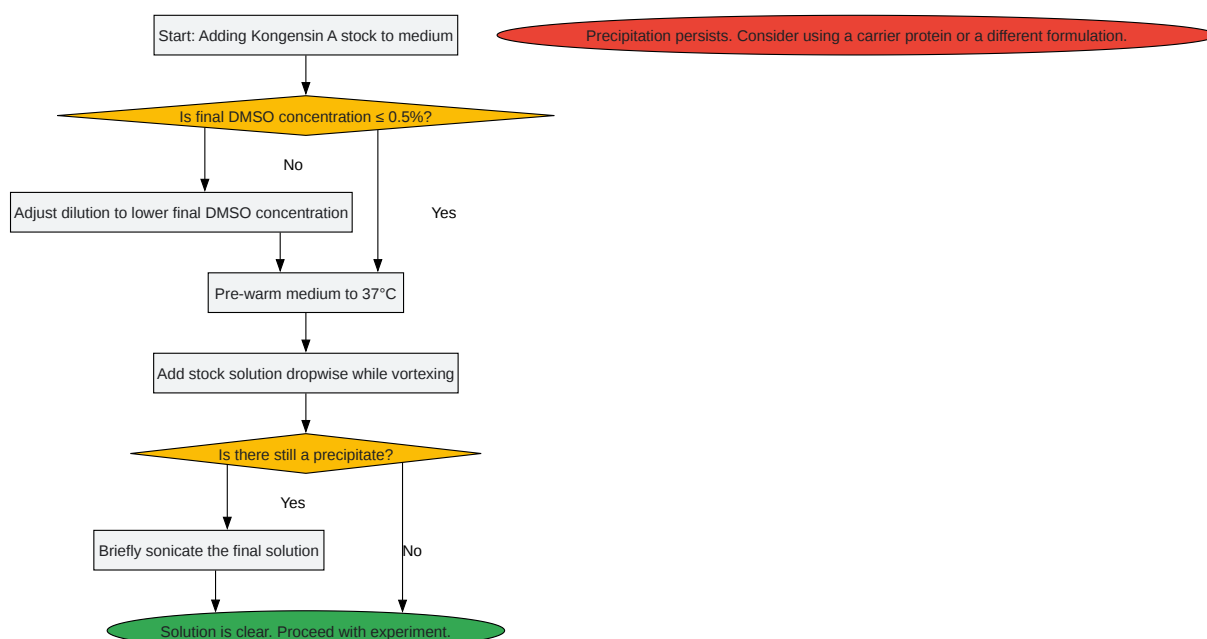 Start: Adding Kongensin A stock to medium
Precipitation persists. Consider using a carrier protein or a different formulation.
Is final DMSO concentration ≤ 0.5%?
No
Adjust dilution to lower final DMSO concentration
Yes
Pre-warm medium to 37°C
Add stock solution dropwise while vortexing
Is there still a precipitate?
Yes
Briefly sonicate the final solution
No
Solution is clear. Proceed with experiment.